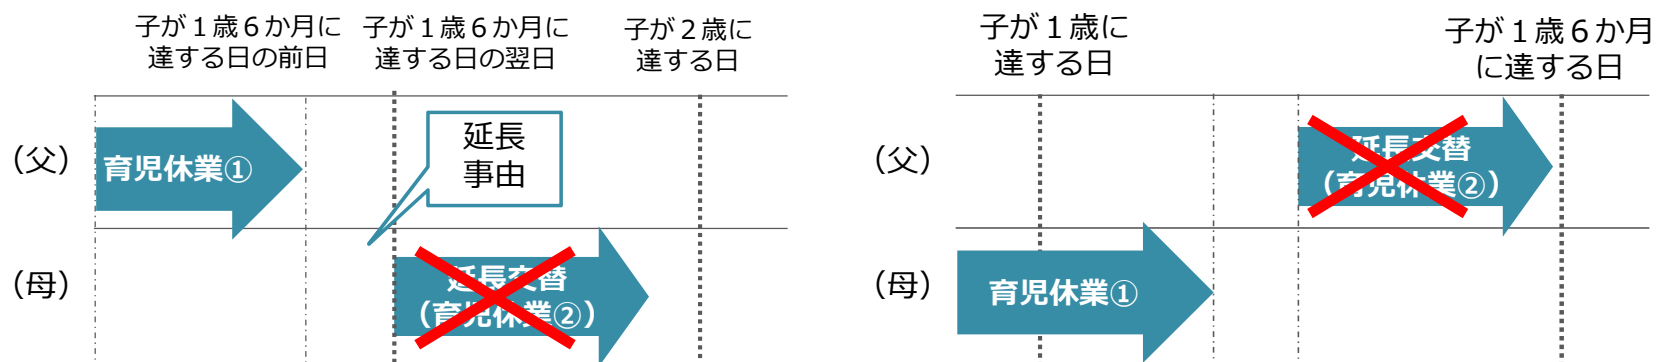 子が１歳６か月に
達する日の前日
子が１歳６か月に
達する日の翌日
子が２歳に
達する日
（父）
育児休業①
延長
事由
（母）
延長交替
（育児休業②）
子が１歳に
達する日
子が１歳６か月
に達する日
（父）
延長交替
（育児休業②）
（母）
育児休業①